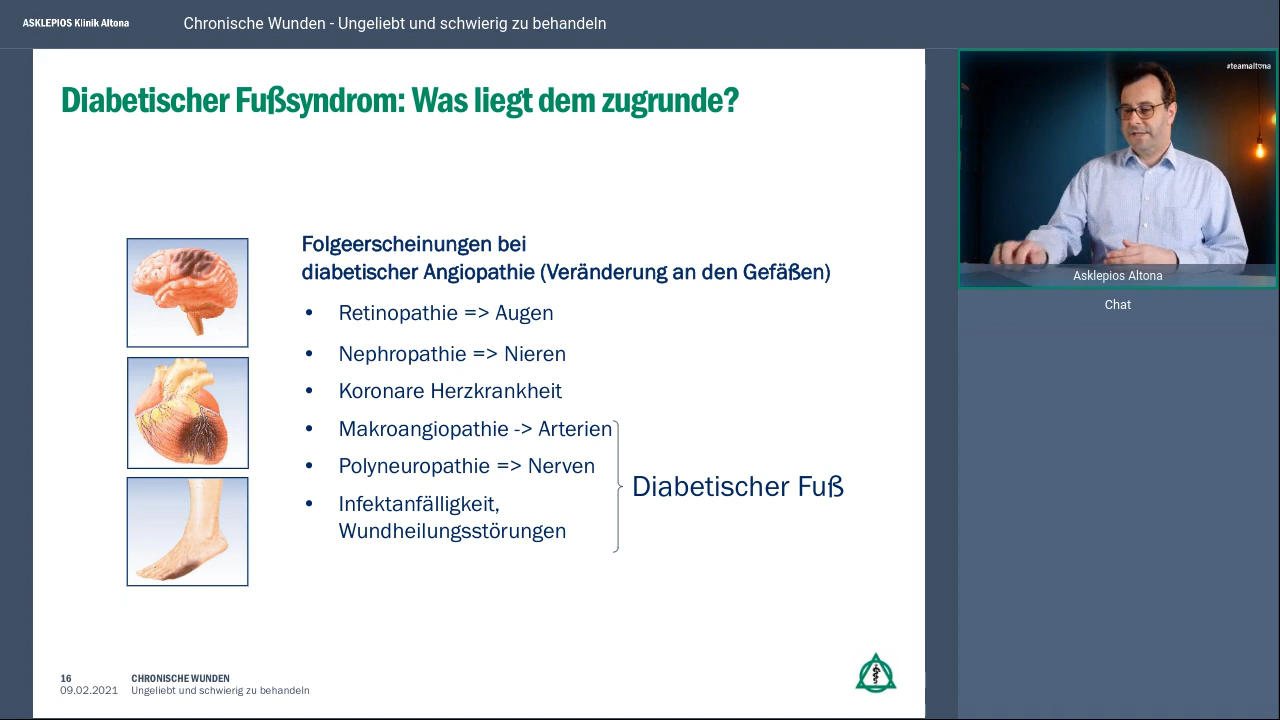 ASKLEPIOS Klinik Altona
Chronische Wunden - Ungeliebt und schwierig zu behandeln
Diabetischer Fußsyndrom: Was liegt dem zugrunde?
#teamaltona
Folgeerscheinungen bei
diabetischer Angiopathie (Veränderung an den Gefäßen)
• Retinopathie => Augen
• Nephropathie => Nieren
• Koronare Herzkrankheit
• Makroangiopathie -> Arterien
• Polyneuropathie => Nerven
• Infektanfälligkeit,
Wundheilungsstörungen
Diabetischer Fuß
Asklepios Altona
Chat
16 CHRONISCHE WUNDEN
09.02.2021 Ungeliebt und schwierig zu behandeln